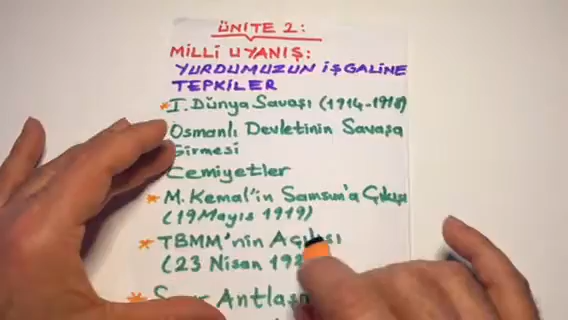 ÜNİTE 2:
MİLLİ UYANIŞ:
YURDUMUZUN İŞGALİNE
TEPKİLER
*I. Dünya Savaşı (1914-1918)
Osmanlı Devletinin Savaşa
Girmesi
Cemiyetler
* M. Kemal'in Samsun'a Çıkışı
(19 Mayıs 1919)
* TBMM'nin Açılışı
(23 Nisan